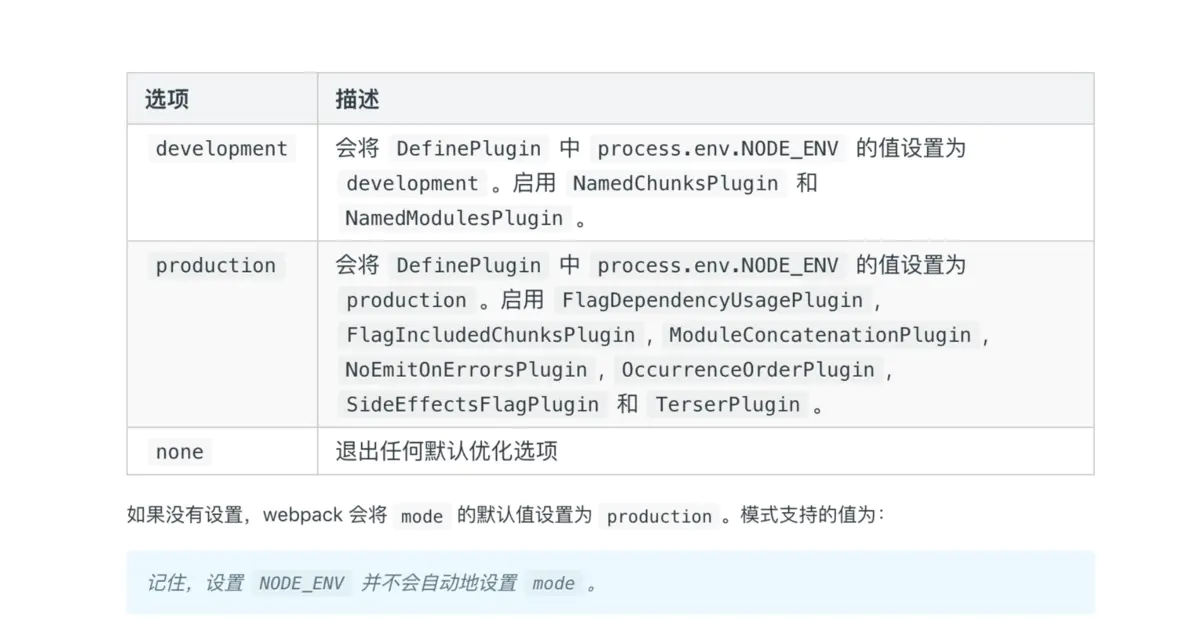 选项 描述
development 会将 DefinePlugin 中 process.env.NODE_ENV 的值设置为
development 。启用 NamedChunksPlugin 和
NamedModulesPlugin 。
production 会将 DefinePlugin 中 process.env.NODE_ENV 的值设置为
production 。启用 FlagDependencyUsagePlugin ,
FlagIncludedChunksPlugin , ModuleConcatenationPlugin ,
NoEmitOnErrorsPlugin , OccurrenceOrderPlugin ,
SideEffectsFlagPlugin 和 TerserPlugin 。
none 退出任何默认优化选项
如果没有设置，webpack 会将 mode 的默认值设置为 production 。模式支持的值为：
记住，设置 NODE_ENV 并不会自动地设置 mode 。